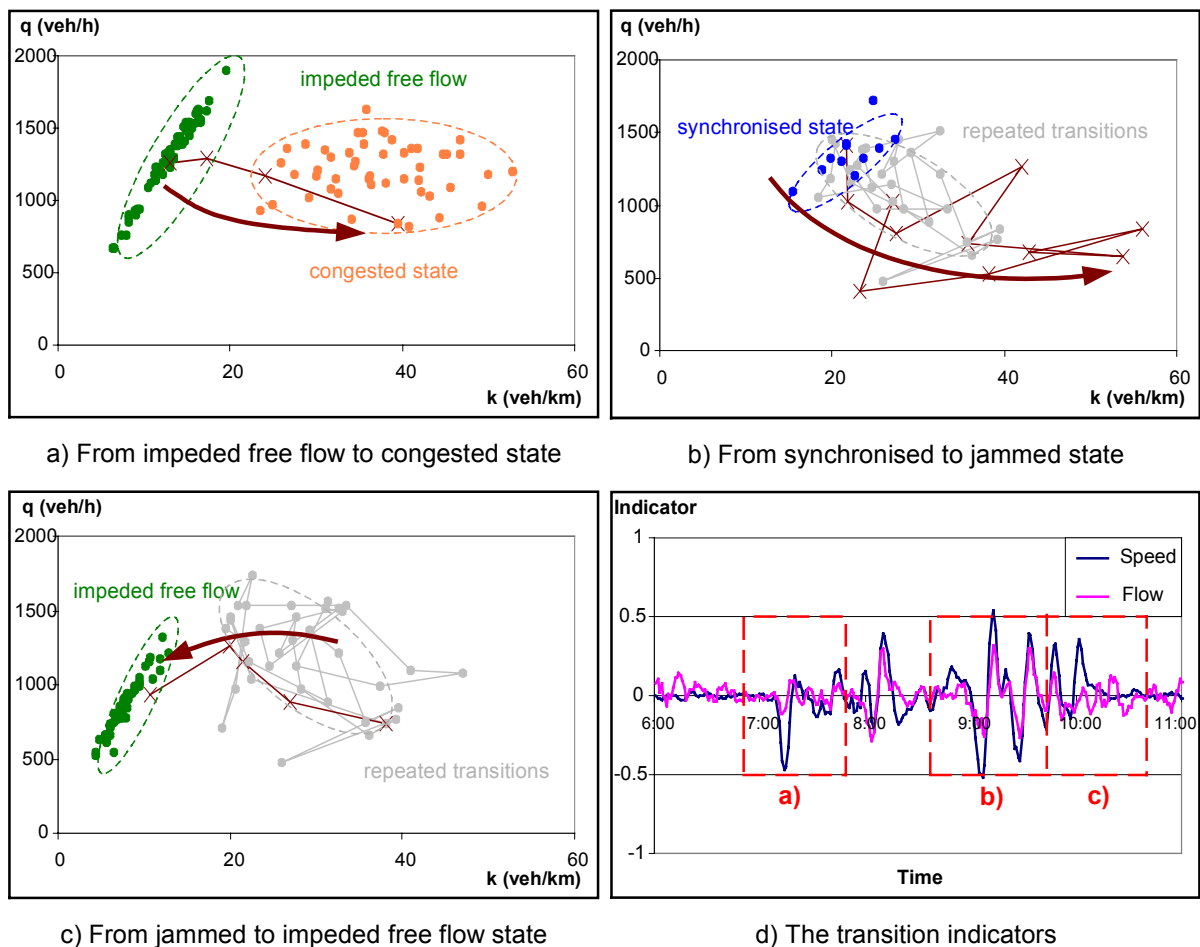 q (veh/h)
2000
1500
1000
500
0
0
20
40
60
k (veh/km)
impeded free flow
congested state
a) From impeded free flow to congested state
q (veh/h)
2000
1500
1000
500
0
0
20
40
60
k (veh/km)
synchronised state
repeated transitions
b) From synchronised to jammed state
q (veh/h)
2000
1500
1000
500
0
0
20
40
60
k (veh/km)
impeded free flow
repeated transitions
c) From jammed to impeded free flow state
Indicator
1
0.5
0
-0.5
-1
6:00
7:00
8:00
9:00
10:00
11:00
Speed
Flow
a)
b)
c)
Time
d) The transition indicators